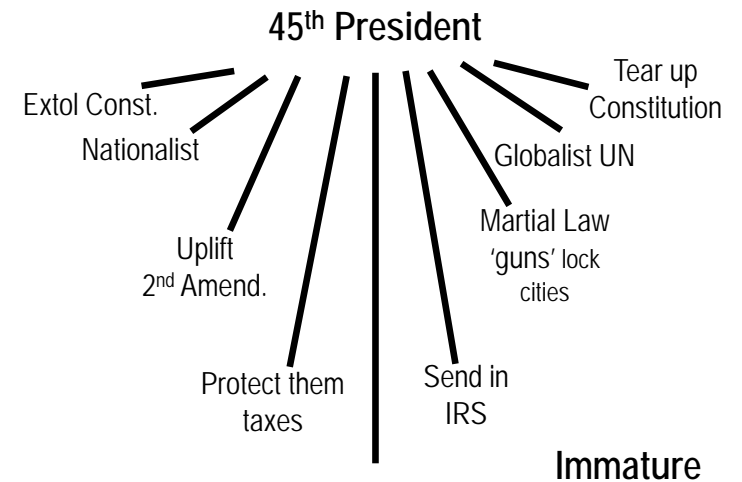 45th President
Extol Const.
Nationalist
Uplift
2nd Amend.
Protect them
taxes
Tear up
Constitution
Globalist UN
Martial Law
'guns' lock
cities
Send in
IRS
Immature